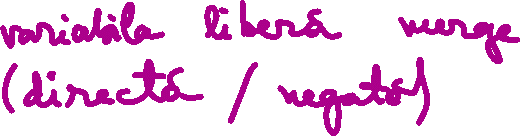 variabila liberă merge
(directă / negată)